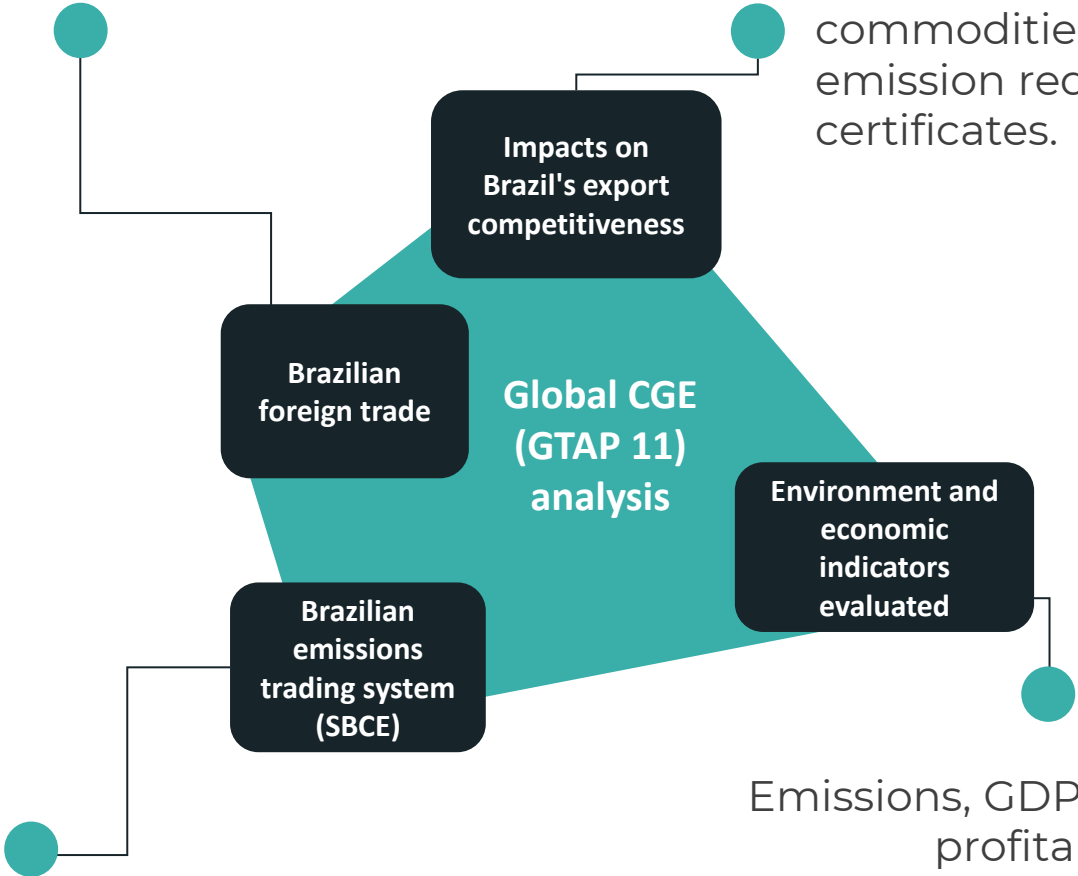 commoditie
emission rec
certificates.
Impacts on
Brazil's export
competitiveness
Brazilian
foreign trade
Global CGE
(GTAP 11)
analysis
Environment and
economic
indicators
evaluated
Brazilian
emissions
trading system
(SBCE)
Emissions, GDP
profita